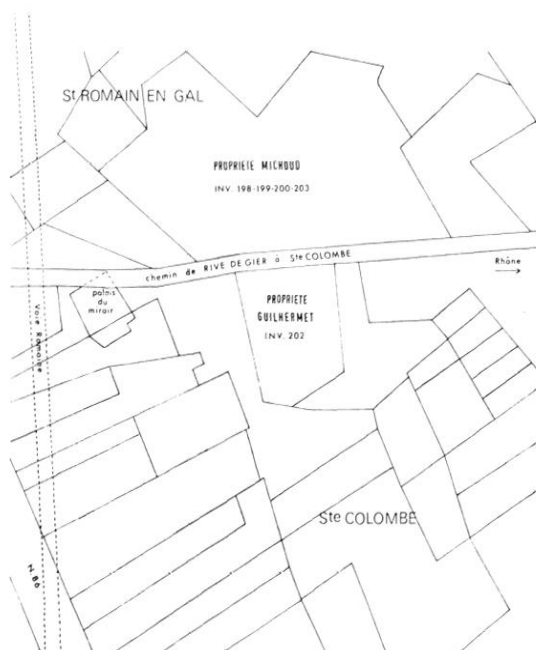 St ROMAIN EN GAL
PROPRIETE MICHOUD
INV. 198-199-200-203
chemin de RIVE DE GIER à Ste COLOMBE
Rhône
palais
du
miroir
PROPRIETE
GUILHERMET
INV. 202
Voie Romaine
Ste COLOMBE
N 86